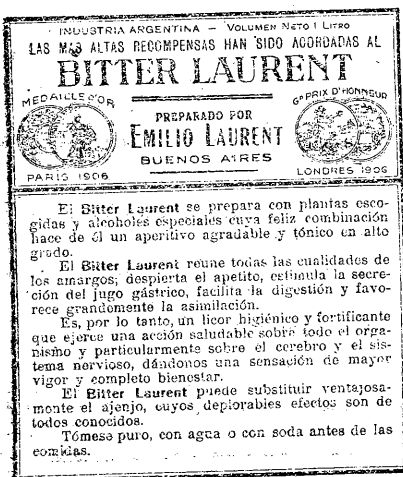 INDUSTRIA ARGENTINA - VOLUMEN NETO 1 LITRO
LAS MAS ALTAS RECOMPENSAS HAN SIDO ACORDADAS AL
BITTER LAURENT
MEDAILLE D'OR
PARIS 1906
PREPARADO POR
EMILIO LAURENT
BUENOS AIRES
Gd PRIX D'HONNEUR
LONDRES 1906
El Bitter Laurent se prepara con plantas esco-
gidas y alcoholes especiales cuya feliz combinación
hace de él un aperitivo agradable y tónico en alto
grado.
El Bitter Laurent reune todas las cualidades de
los amargos; despierta el apetito, estimula la secre-
ción del jugo gástrico, facilita la digestión y favo-
rece grandemente la asimilación.
Es, por lo tanto, un licor higiénico y fortificante
que ejerce una acción saludable sobre todo el orga-
nismo y particularmente sobre el cerebro y el sis-
tema nervioso, dándonos una sensación de mayor
vigor y completo bienestar.
El Bitter Laurent puede substituir ventajosa-
mente el ajenjo, cuyos deplorables efectos son de
todos conocidos.
Tómese puro, con agua o con soda antes de las
comidas.